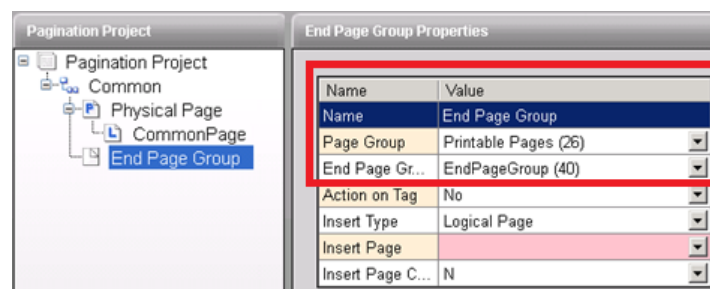 Pagination Project
Pagination Project
Common
Physical Page
CommonPage
End Page Group
End Page Group Properties
Name Value
Name End Page Group
Page Group Printable Pages (26)
End Page Gr... EndPageGroup (40)
Action on Tag No
Insert Type Logical Page
Insert Page
Insert Page C... N